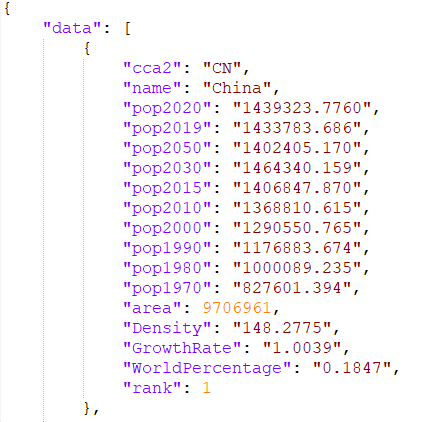 {
"data": [
{
"cca2": "CN",
"name": "China",
"pop2020": "1439323.7760",
"pop2019": "1433783.686",
"pop2050": "1402405.170",
"pop2030": "1464340.159",
"pop2015": "1406847.870",
"pop2010": "1368810.615",
"pop2000": "1290550.765",
"pop1990": "1176883.674",
"pop1980": "1000089.235",
"pop1970": "827601.394",
"area": 9706961,
"Density": "148.2775",
"GrowthRate": "1.0039",
"WorldPercentage": "0.1847",
"rank": 1
},